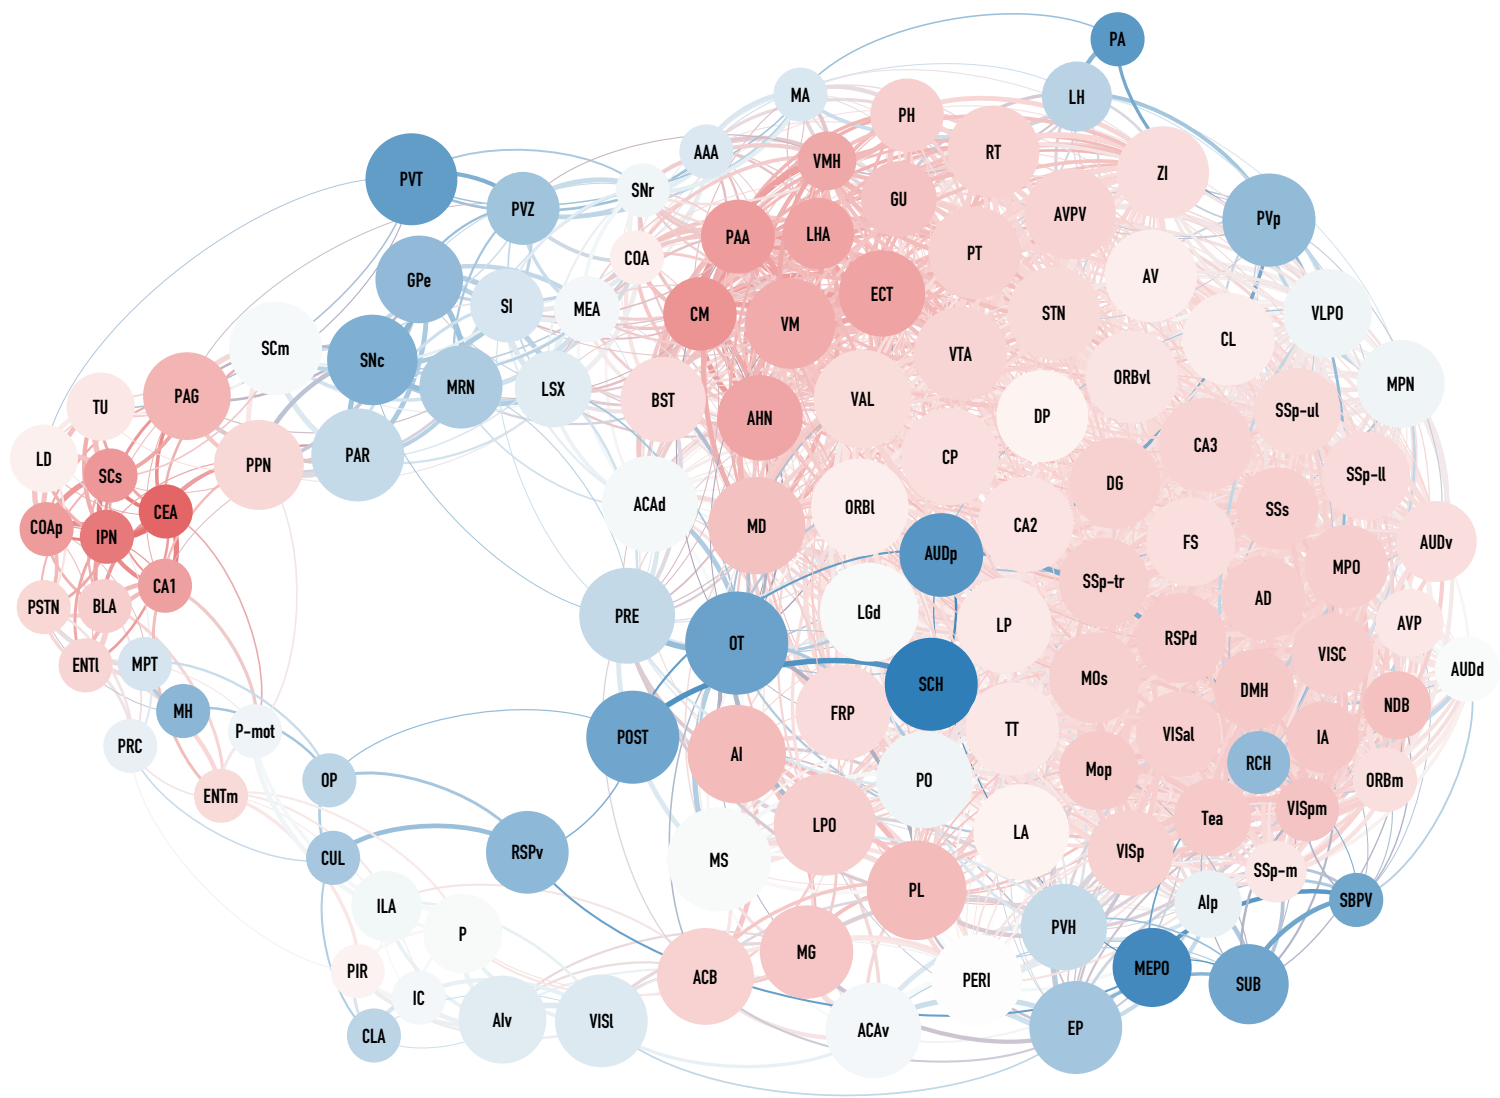 PA
MA
LH
PH
AAA
VMH
RT
ZI
PVT
SNr
PVZ
GU
AVPV
PVp
PAA
LHA
COA
PT
AV
GPe
SI
MEA
ECT
CM
VM
STN
VLPO
CL
SCm
SNc
VTA
MRN
LSX
ORBvl
MPN
PAG
TU
BST
VAL
AHN
DP
SSp-ul
CA3
LD
PPN
PAR
CP
SCs
SSp-ll
DG
ACAd
ORBl
CEA
COAp
IPN
MD
CA2
SSs
FS
AUDv
AUDp
MPO
CA1
SSp-tr
PSTN
BLA
AD
LGd
PRE
LP
AVP
OT
RSPd
VISC
ENTl
MPT
SCH
MOs
AUDd
DMH
MH
NDB
FRP
P-mot
TT
POST
VISal
IA
PRC
AI
RCH
Mop
OP
PO
ORBm
ENTm
VISpm
Tea
LPO
LA
RSPv
VISp
CUL
MS
SSp-m
PL
ILA
AIp
SBPV
PVH
P
MG
PIR
ACB
MEPO
PERI
SUB
IC
AIv
VISl
CLA
ACAv
EP